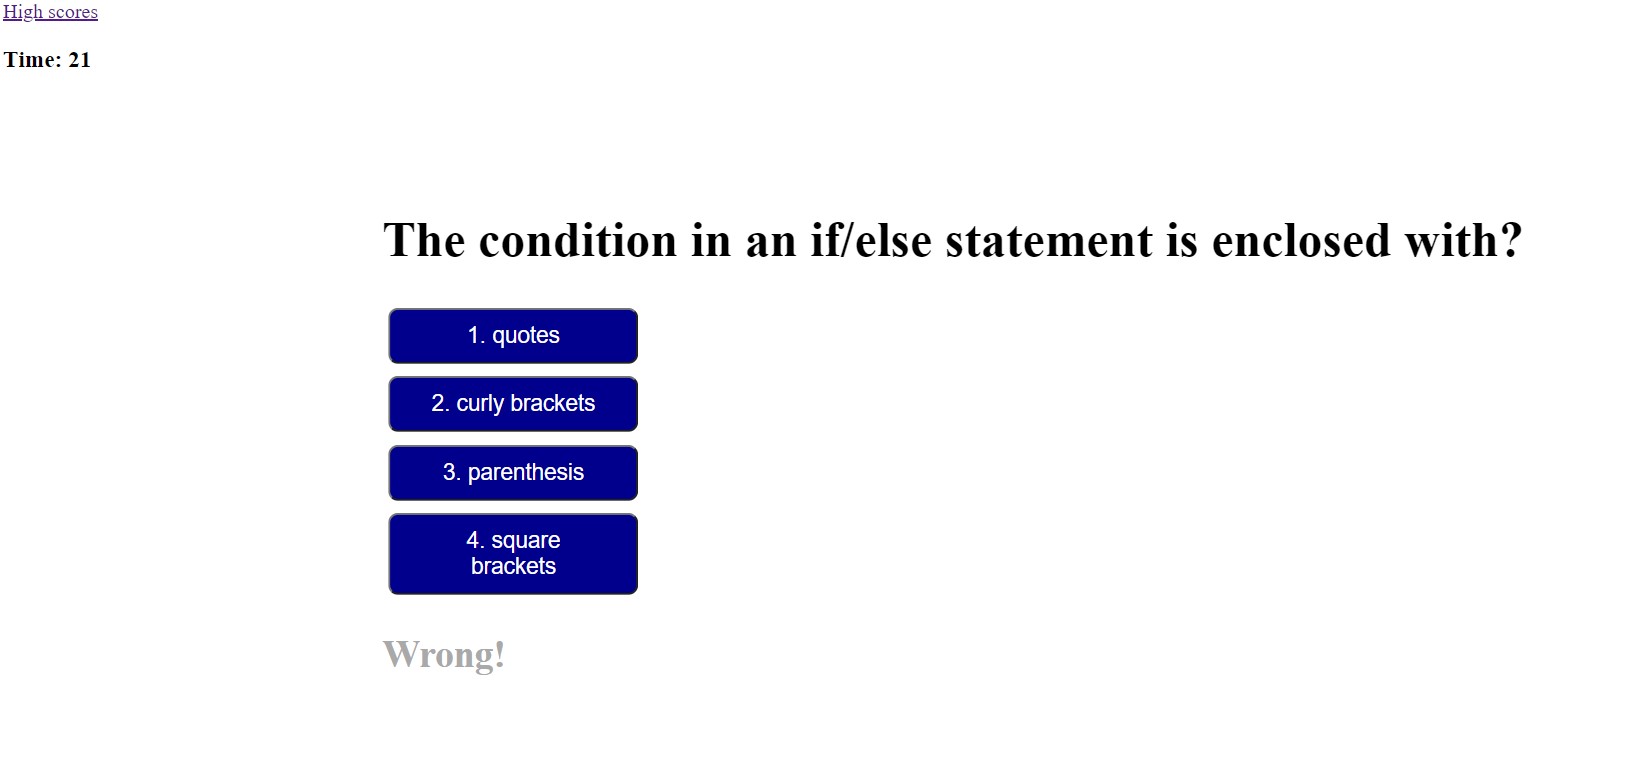 High scores
Time: 21
The condition in an if/else statement is enclosed with?
1. quotes
2. curly brackets
3. parenthesis
4. square
brackets
Wrong!